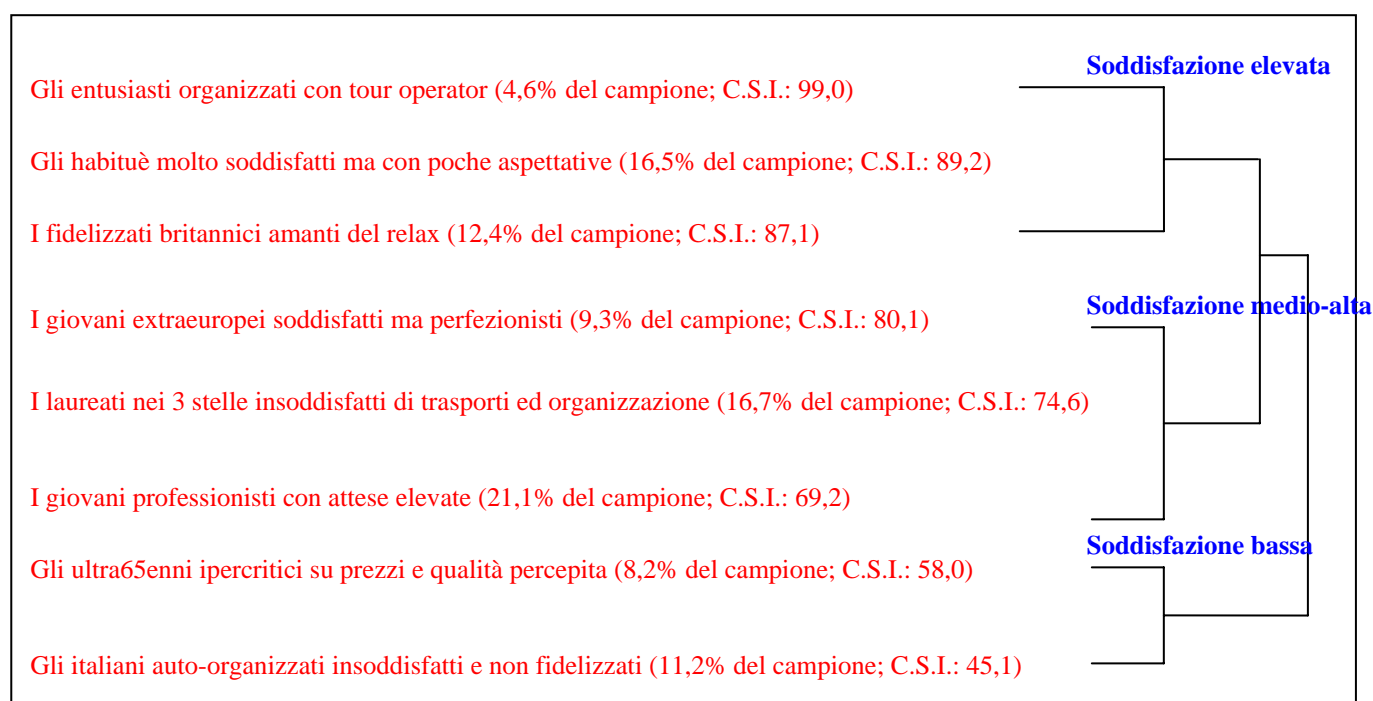 Soddisfazione elevata
Gli entusiasti organizzati con tour operator (4,6% del campione; C.S.I.: 99,0)
Gli habituè molto soddisfatti ma con poche aspettative (16,5% del campione; C.S.I.: 89,2)
I fidelizzati britannici amanti del relax (12,4% del campione; C.S.I.: 87,1)
Soddisfazione medio-alta
I giovani extraeuropei soddisfatti ma perfezionisti (9,3% del campione; C.S.I.: 80,1)
I laureati nei 3 stelle insoddisfatti di trasporti ed organizzazione (16,7% del campione; C.S.I.: 74,6)
I giovani professionisti con attese elevate (21,1% del campione; C.S.I.: 69,2)
Soddisfazione bassa
Gli ultra65enni ipercritici su prezzi e qualità percepita (8,2% del campione; C.S.I.: 58,0)
Gli italiani auto-organizzati insoddisfatti e non fidelizzati (11,2% del campione; C.S.I.: 45,1)